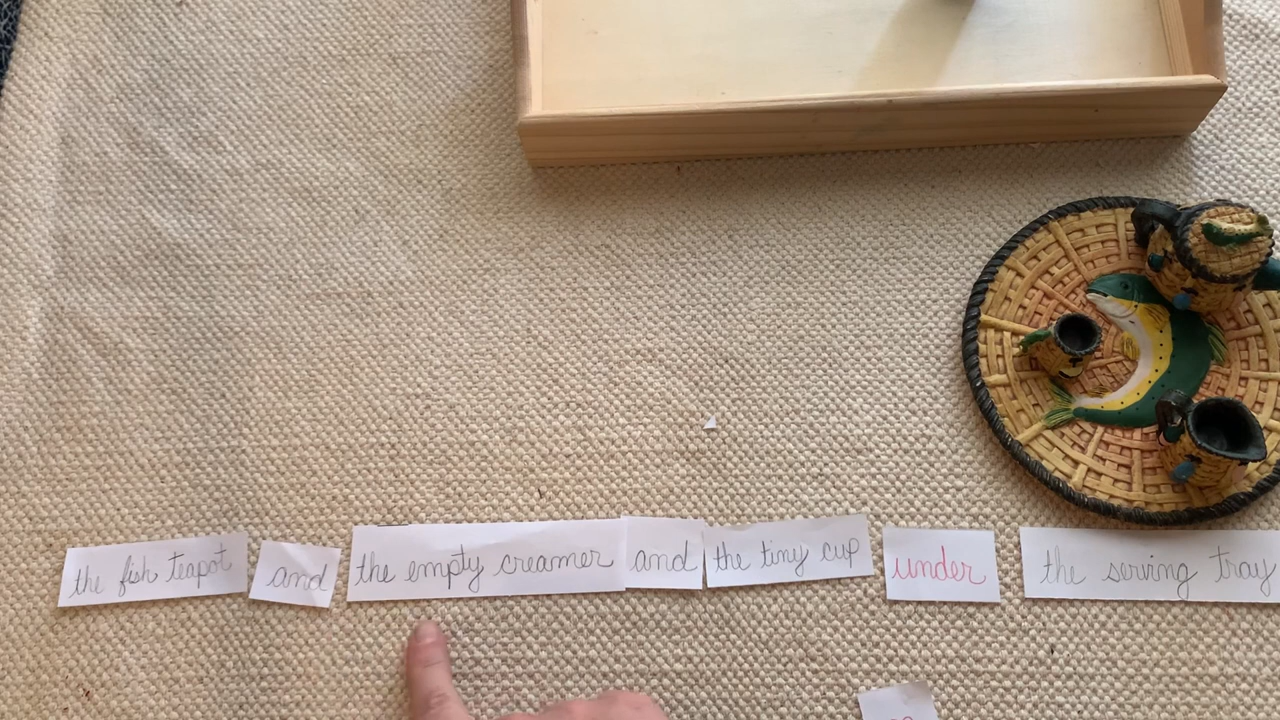 the fish teapot and the empty creamer and the tiny cup under the serving tray